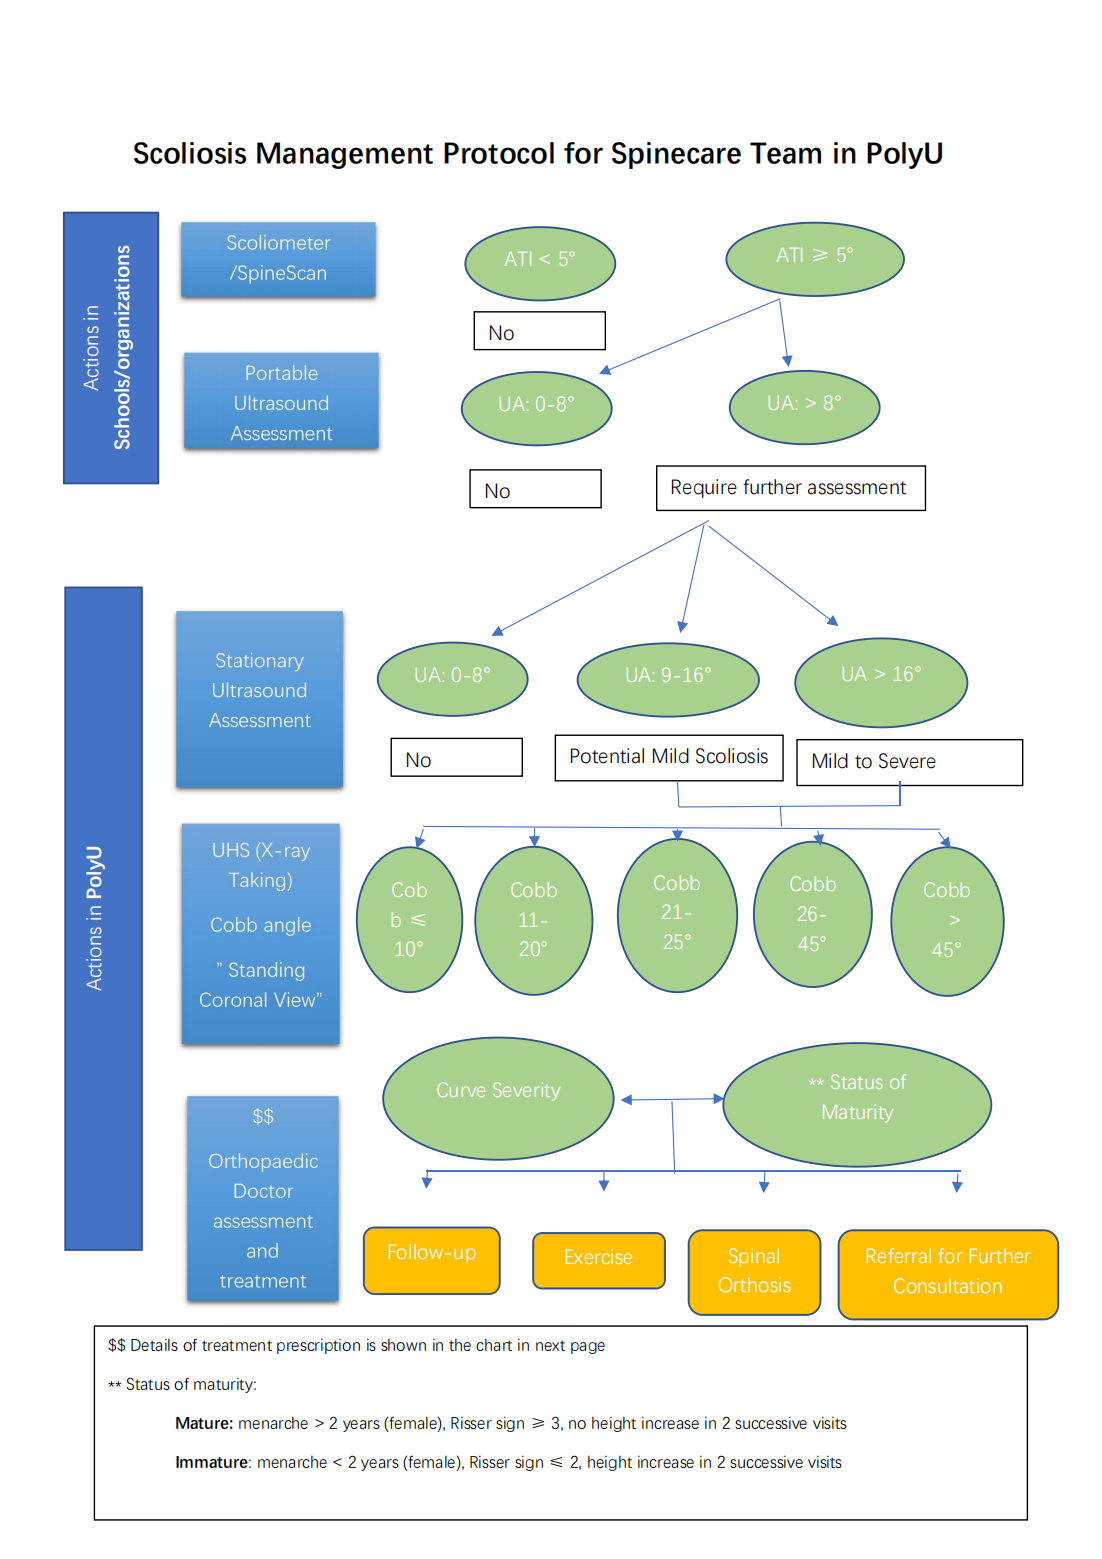 Scoliosis Management Protocol for Spinecare Team in PolyU
Actions in
Schools/organizations
Scoliometer
/SpineScan
ATI < 5°
ATI ≥ 5°
No
Portable
Ultrasound
Assessment
UA: 0-8°
UA: > 8°
No
Require further assessment
Actions in PolyU
Stationary
Ultrasound
Assessment
UA: 0-8°
UA: 9-16°
UA > 16°
No
Potential Mild Scoliosis
Mild to Severe
UHS (X-ray
Taking)
Cobb angle
" Standing
Coronal View"
Cob
b ≤
10°
Cobb
11-
20°
Cobb
21-
25°
Cobb
26-
45°
Cobb
>
45°
$$
Orthopaedic
Doctor
assessment
and
treatment
Curve Severity
** Status of
Maturity
Follow-up
Exercise
Spinal
Orthosis
Referral for Further
Consultation
$$ Details of treatment prescription is shown in the chart in next page
** Status of maturity:
Mature: menarche > 2 years (female), Risser sign ≥ 3, no height increase in 2 successive visits
Immature: menarche < 2 years (female), Risser sign ≤ 2, height increase in 2 successive visits